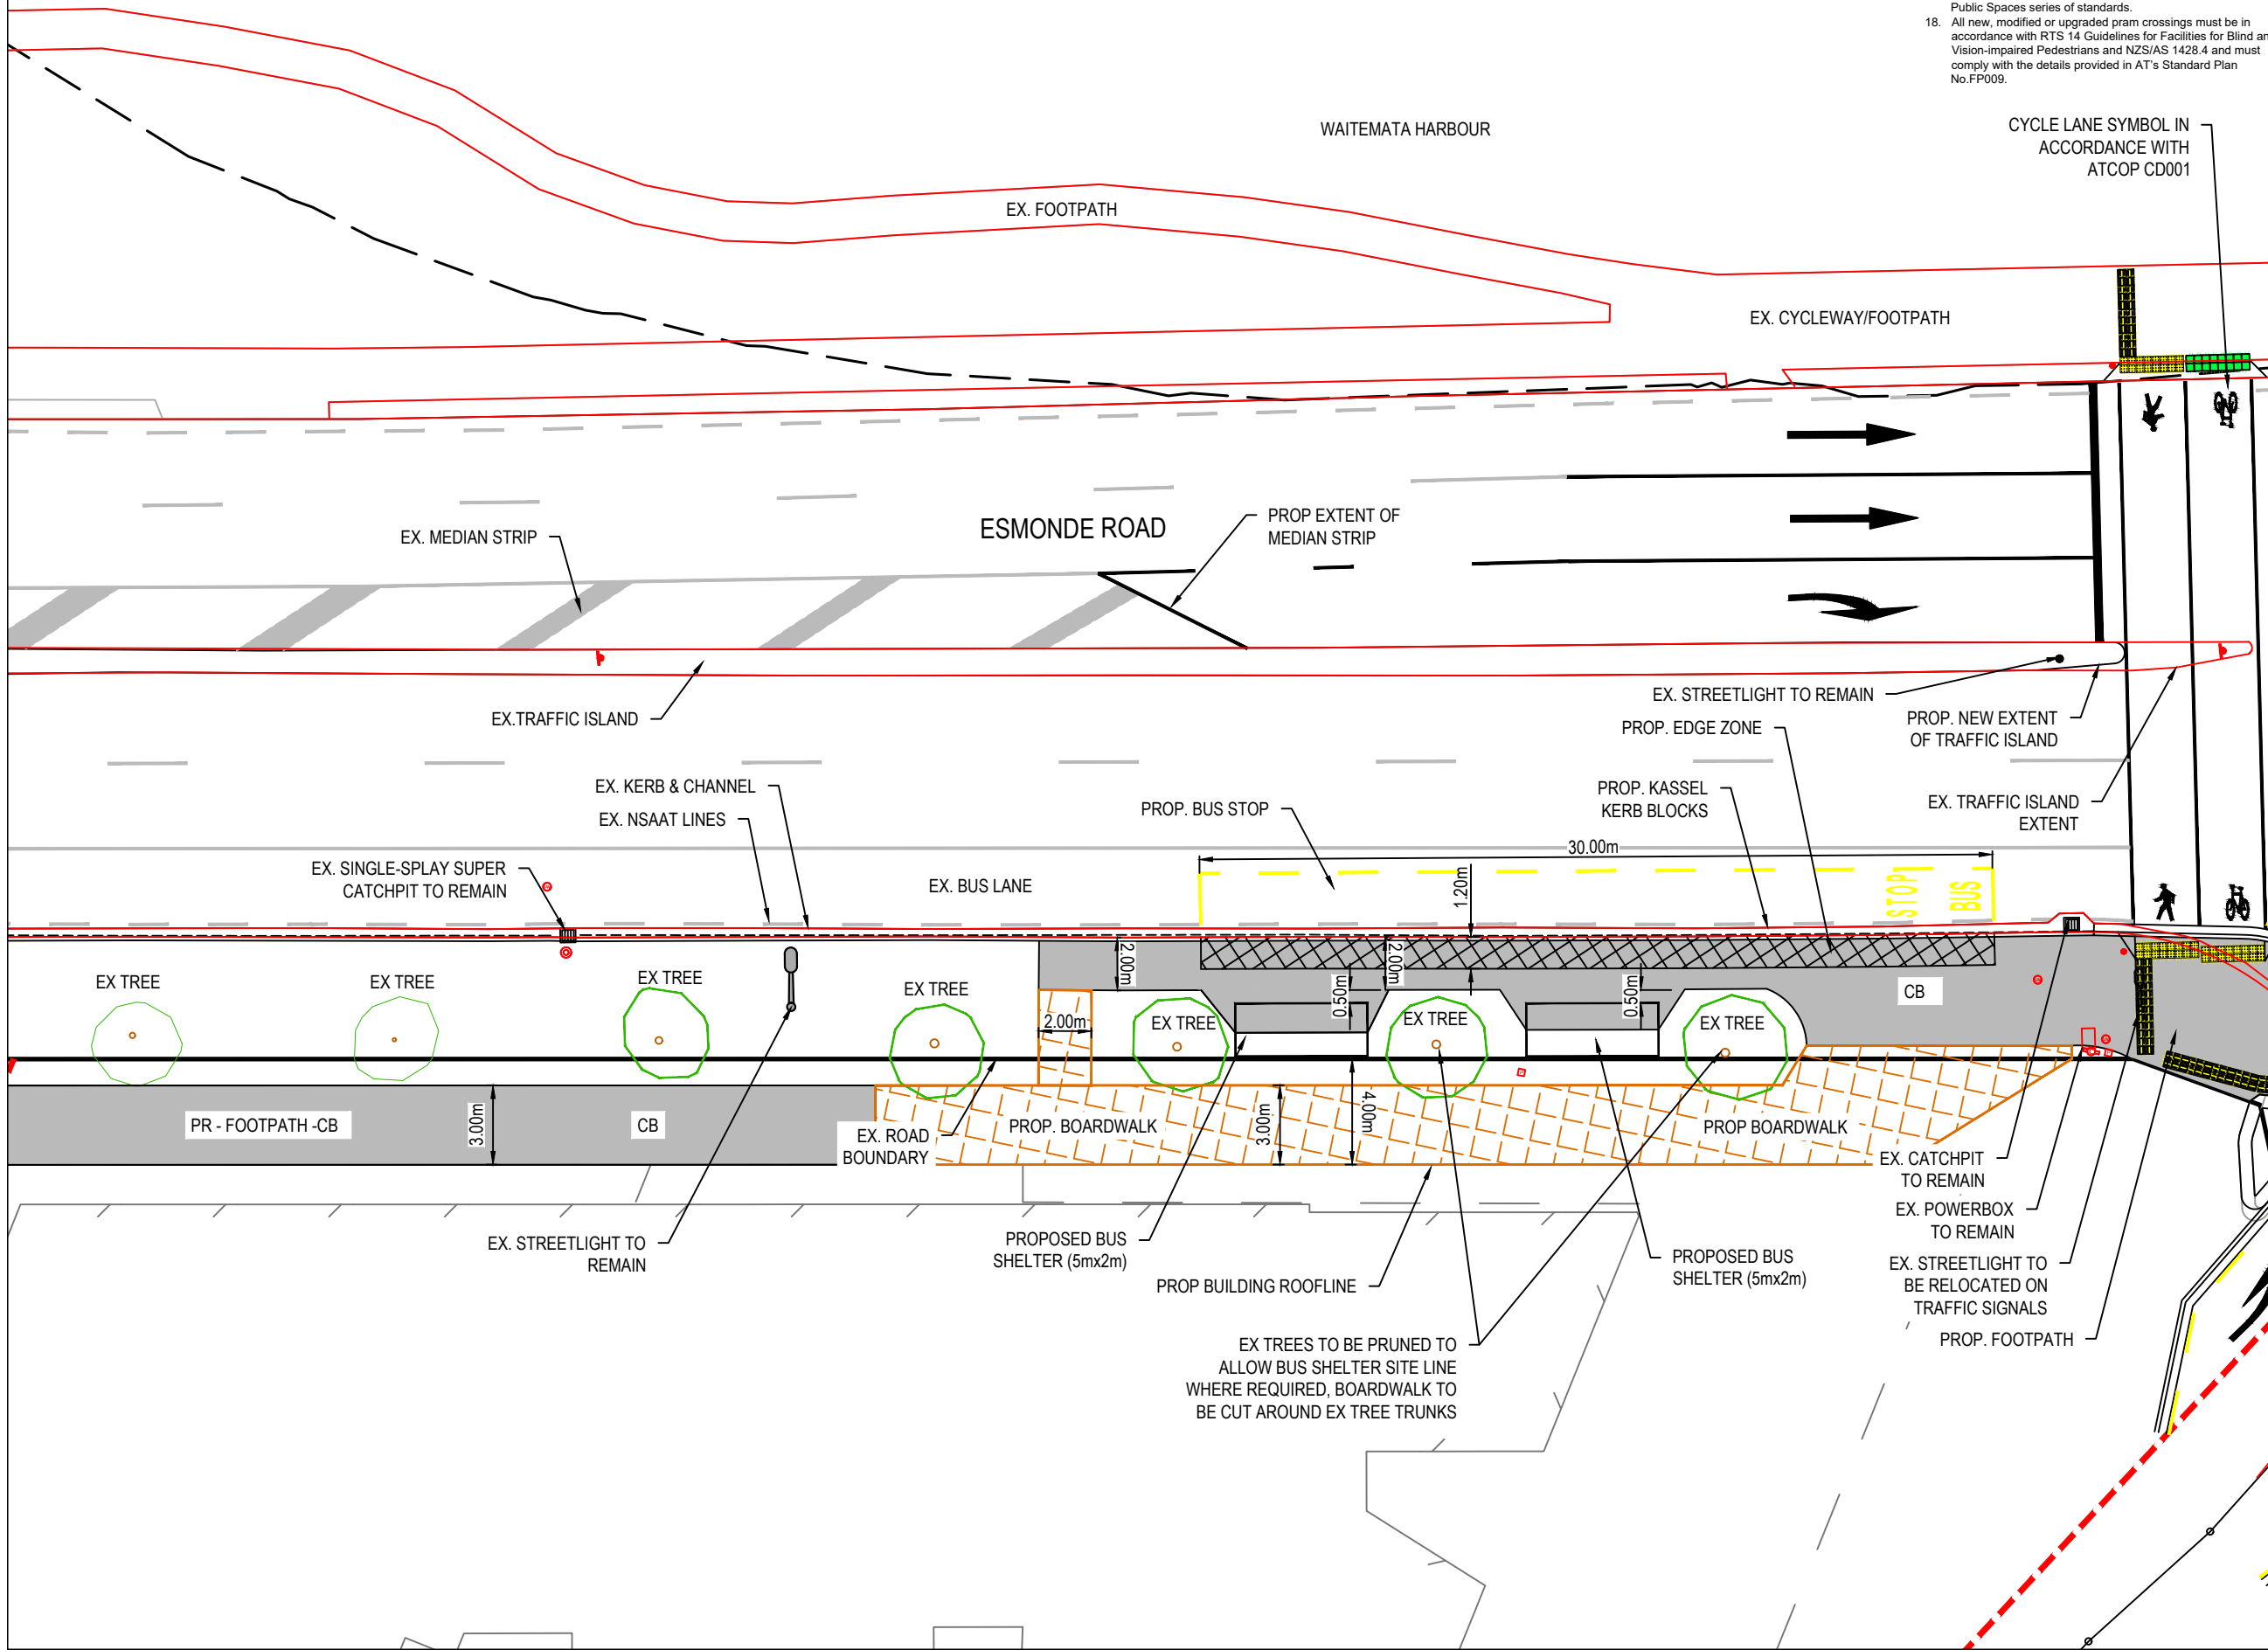 Public Spaces series of standards.
18. All new, modified or upgraded pram crossings must be in
accordance with RTS 14 Guidelines for Facilities for Blind
Vision-impaired Pedestrians and NZS/AS 1428.4 and must
comply with the details provided in AT's Standard Plan
No.FP009.
WAITEMATA HARBOUR
CYCLE LANE SYMBOL IN
ACCORDANCE WITH
ATCOP CD001
EX. FOOTPATH
EX. CYCLEWAY/FOOTPATH
EX. MEDIAN STRIP
ESMONDE ROAD
PROP EXTENT OF
MEDIAN STRIP
EX.TRAFFIC ISLAND
EX. STREETLIGHT TO REMAIN
PROP. NEW EXTENT
OF TRAFFIC ISLAND
PROP. EDGE ZONE
EX. KERB & CHANNEL
EX. NSAAT LINES
PROP. BUS STOP
PROP. KASSEL
KERB BLOCKS
EX. TRAFFIC ISLAND
EXTENT
30.00m
EX. SINGLE-SPLAY SUPER
CATCHPIT TO REMAIN
EX. BUS LANE
1.20m
STOP
BUS
2.00m
2.00m
0.50m
0.50m
EX TREE
EX TREE
EX TREE
EX TREE
2.00m
EX TREE
EX TREE
EX TREE
CB
PR - FOOTPATH -CB
3.00m
CB
EX. ROAD
BOUNDARY
PROP. BOARDWALK
3.00m
4.00m
PROP BOARDWALK
EX. CATCHPIT
TO REMAIN
EX. POWERBOX
TO REMAIN
EX. STREETLIGHT TO
REMAIN
PROPOSED BUS
SHELTER (5mx2m)
PROP BUILDING ROOFLINE
PROPOSED BUS
SHELTER (5mx2m)
EX. STREETLIGHT TO
BE RELOCATED ON
TRAFFIC SIGNALS
PROP. FOOTPATH
EX TREES TO BE PRUNED TO
ALLOW BUS SHELTER SITE LINE
WHERE REQUIRED, BOARDWALK TO
BE CUT AROUND EX TREE TRUNKS